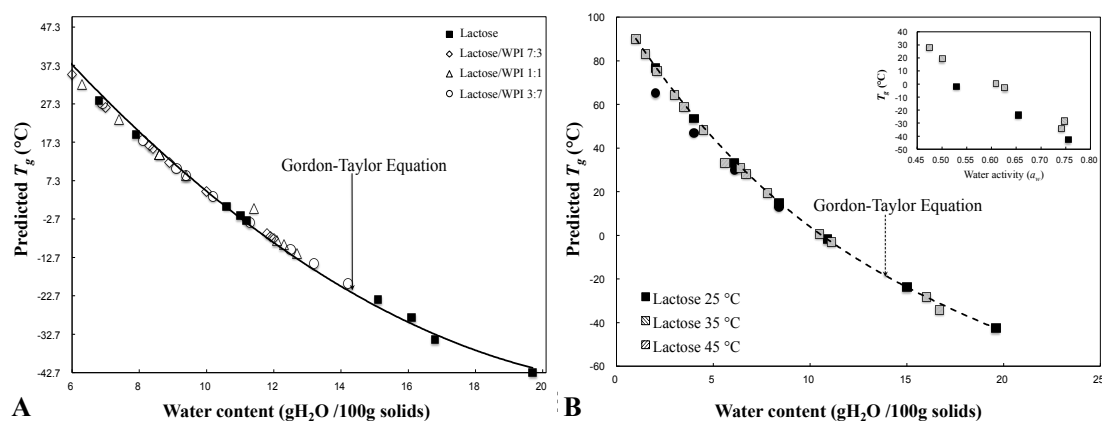 47.3
37.3
27.3
17.3
7.3
-2.7
-12.7
-22.7
-32.7
-42.7
Predicted Tg (°C)
Lactose
Lactose/WPI 7:3
Lactose/WPI 1:1
Lactose/WPI 3:7
Gordon-Taylor Equation
6 8 10 12 14 16 18 20
Water content (gH2O /100g solids)
A
100
80
60
40
20
0
-20
-40
-60
Predicted Tg (°C)
40
30
20
10
0
-10
-20
-30
-40
-50
Tg (°C)
0.45 0.50 0.55 0.60 0.65 0.70 0.75 0.80
Water activity (aw)
Gordon-Taylor Equation
Lactose 25 °C
Lactose 35 °C
Lactose 45 °C
0 5 10 15 20 25
Water content (gH2O /100g solids)
B